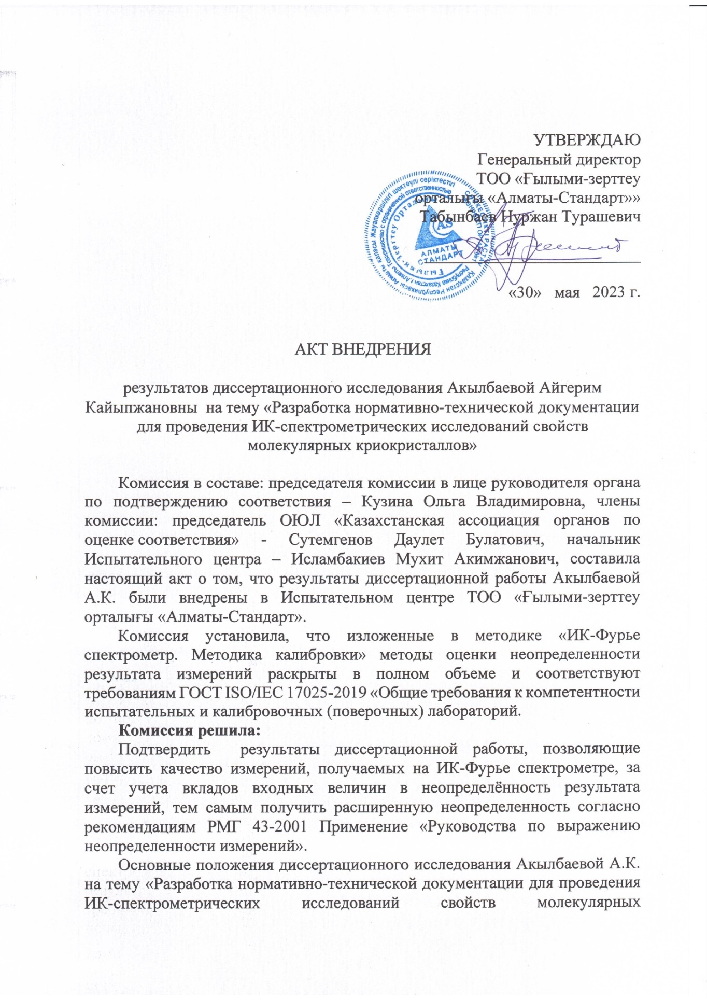 УТВЕРЖДАЮ
Генеральный директор
ТОО «Ғылыми-зерттеу
орталығы «Алматы-Стандарт»»
Табынбаев Нуржан Турашевич
AS
АЛМАТЫ
СТАНДАРТ
«30» мая 2023 г.
АКТ ВНЕДРЕНИЯ
результатов диссертационного исследования Акылбаевой Айгерим
Кайыпжановны на тему «Разработка нормативно-технической документации
для проведения ИК-спектрометрических исследований свойств
молекулярных криокристаллов»
Комиссия в составе: председателя комиссии в лице руководителя органа
по подтверждению соответствия – Кузина Ольга Владимировна, члены
комиссии: председатель ОЮЛ «Казахстанская ассоциация органов по
оценке соответствия» - Сутемгенов Даулет Булатович, начальник
Испытательного центра – Исламбакиев Мухит Акимжанович, составила
настоящий акт о том, что результаты диссертационной работы Акылбаевой
А.К. были внедрены в Испытательном центре ТОО «Ғылыми-зерттеу
орталығы «Алматы-Стандарт».
Комиссия установила, что изложенные в методике «ИК-Фурье
спектрометр. Методика калибровки» методы оценки неопределенности
результата измерений раскрыты в полном объеме и соответствуют
требованиям ГОСТ ISO/IEC 17025-2019 «Общие требования к компетентности
испытательных и калибровочных (поверочных) лабораторий.
Комиссия решила:
Подтвердить результаты диссертационной работы, позволяющие
повысить качество измерений, получаемых на ИК-Фурье спектрометре, за
счет учета вкладов входных величин в неопределённость результата
измерений, тем самым получить расширенную неопределенность согласно
рекомендациям РМГ 43-2001 Применение «Руководства по выражению
неопределенности измерений».
Основные положения диссертационного исследования Акылбаевой А.К.
на тему «Разработка нормативно-технической документации для проведения
ИК-спектрометрических исследований свойств молекулярных